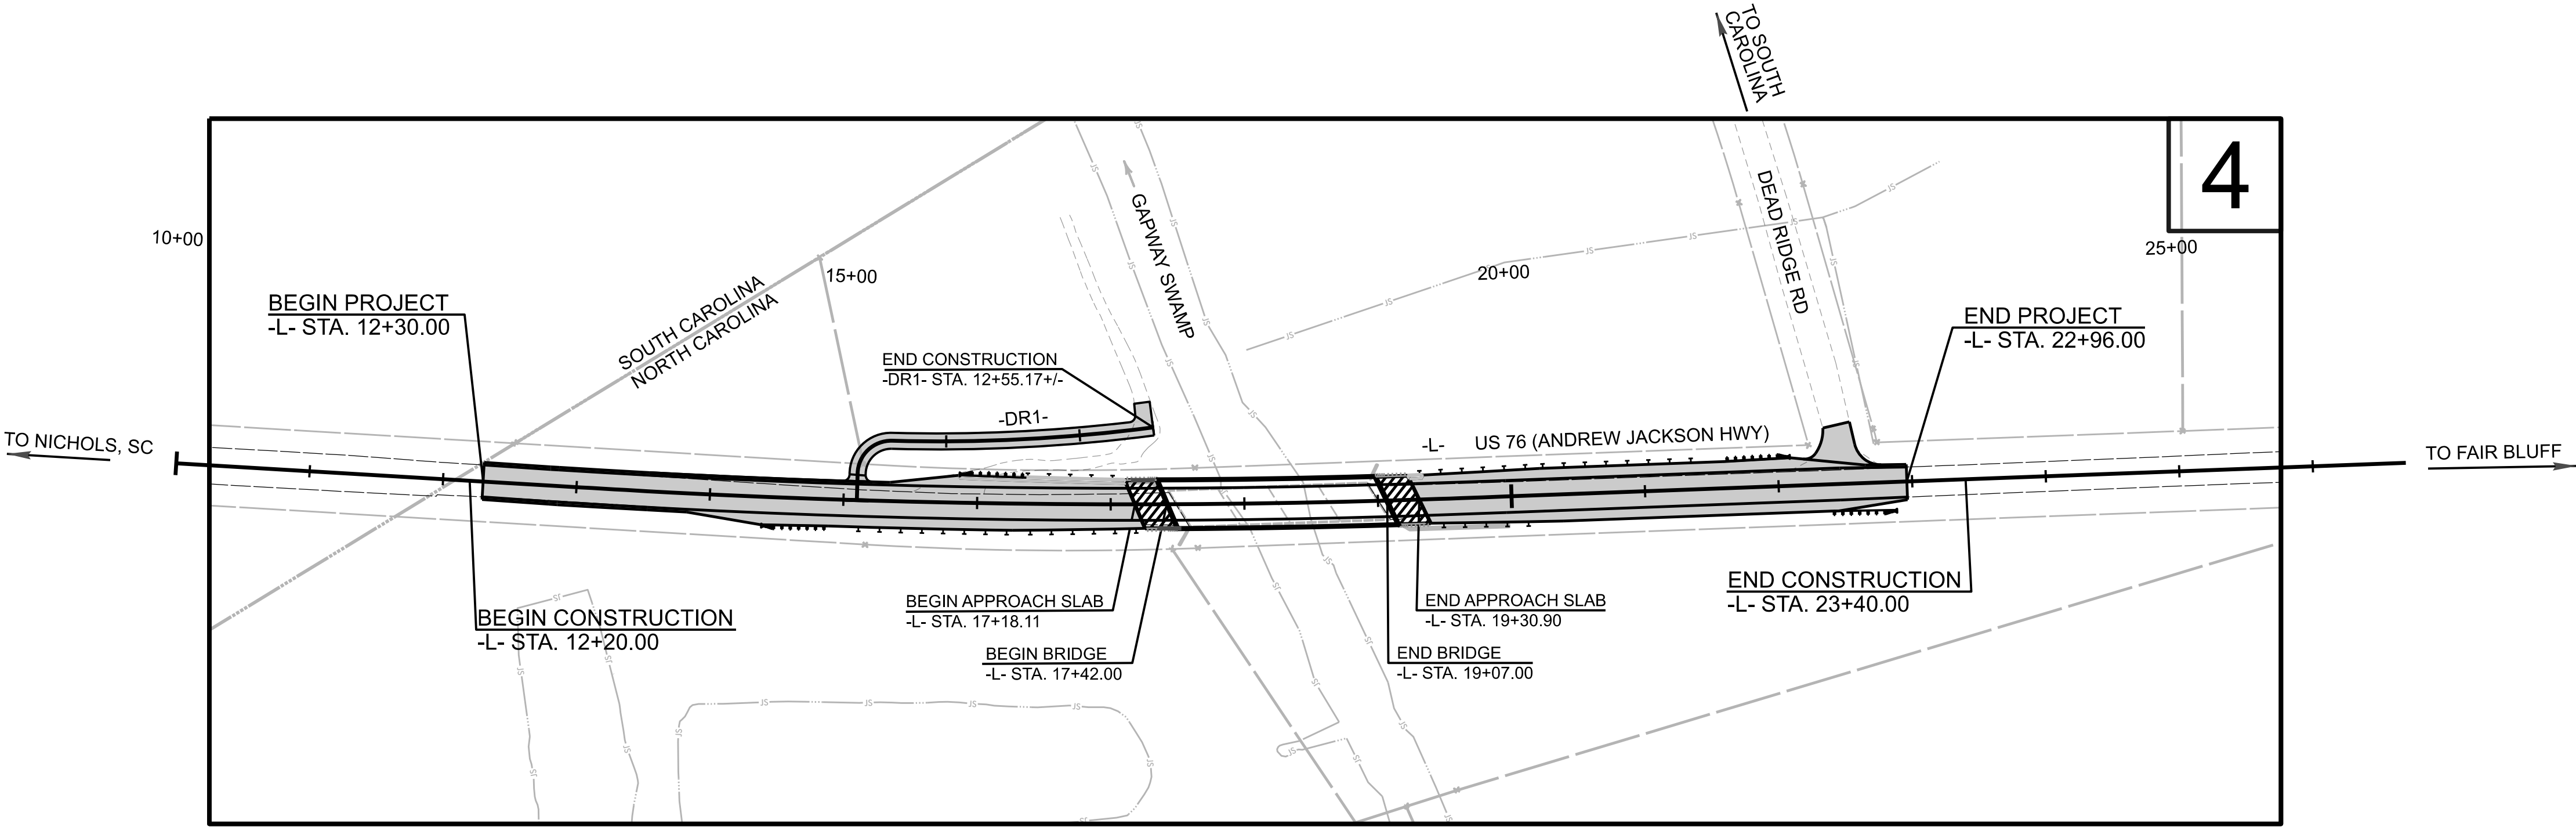 TO SOUTH
CAROLINA
4
10+00
15+00
20+00
25+00
BEGIN PROJECT
-L- STA. 12+30.00
SOUTH CAROLINA
NORTH CAROLINA
GAPWAY SWAMP
DEAD RIDGE RD
END PROJECT
-L- STA. 22+96.00
END CONSTRUCTION
-DR1- STA. 12+55.17+/-
-DR1-
-L- US 76 (ANDREW JACKSON HWY)
TO NICHOLS, SC
TO FAIR BLUFF
BEGIN CONSTRUCTION
-L- STA. 12+20.00
BEGIN APPROACH SLAB
-L- STA. 17+18.11
BEGIN BRIDGE
-L- STA. 17+42.00
END APPROACH SLAB
-L- STA. 19+30.90
END BRIDGE
-L- STA. 19+07.00
END CONSTRUCTION
-L- STA. 23+40.00